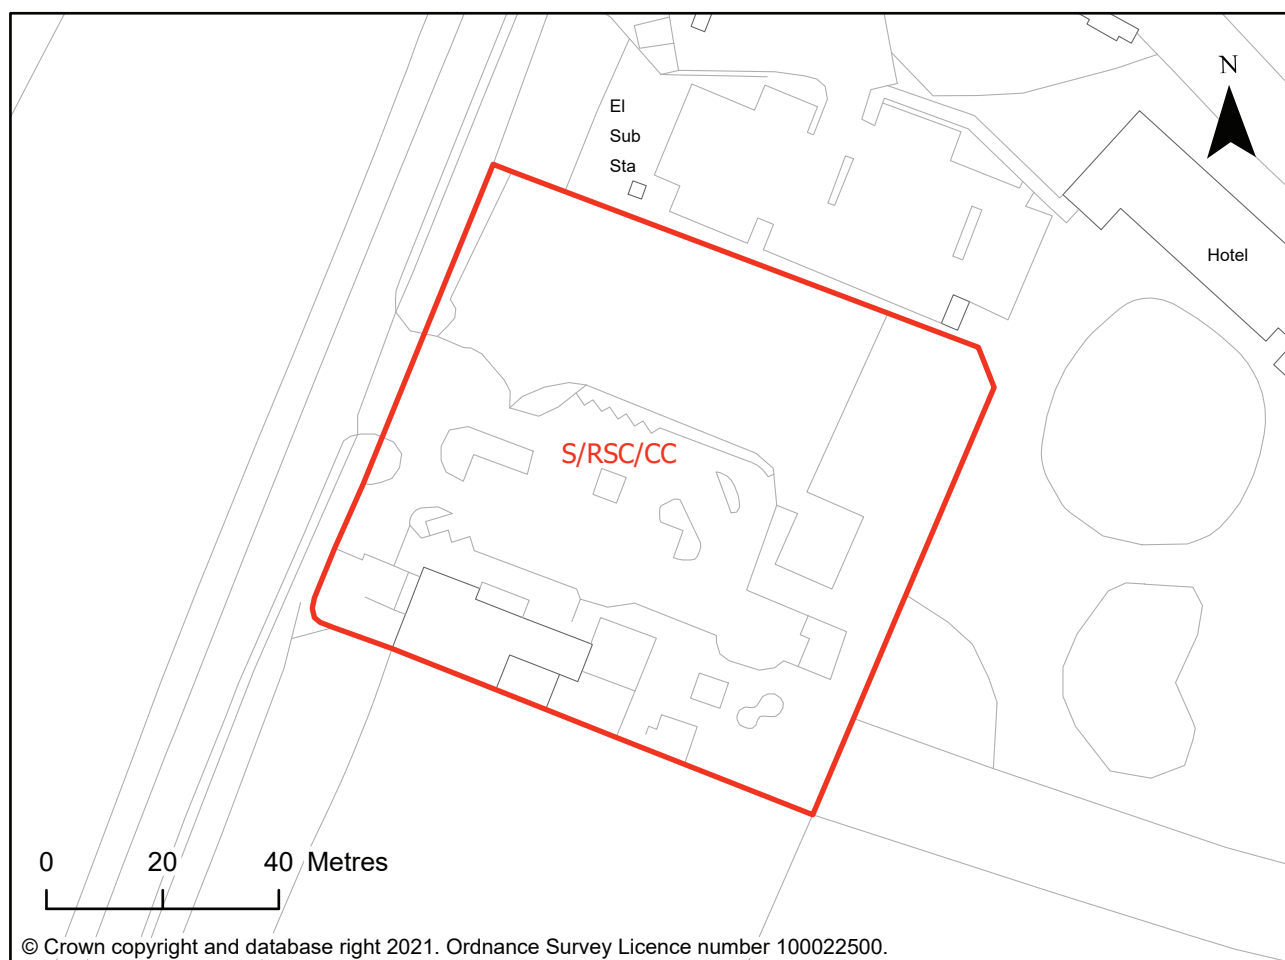 N
El
Sub
Sta
Hotel
S/RSC/CC
0 20 40 Metres
© Crown copyright and database right 2021. Ordnance Survey Licence number 100022500.